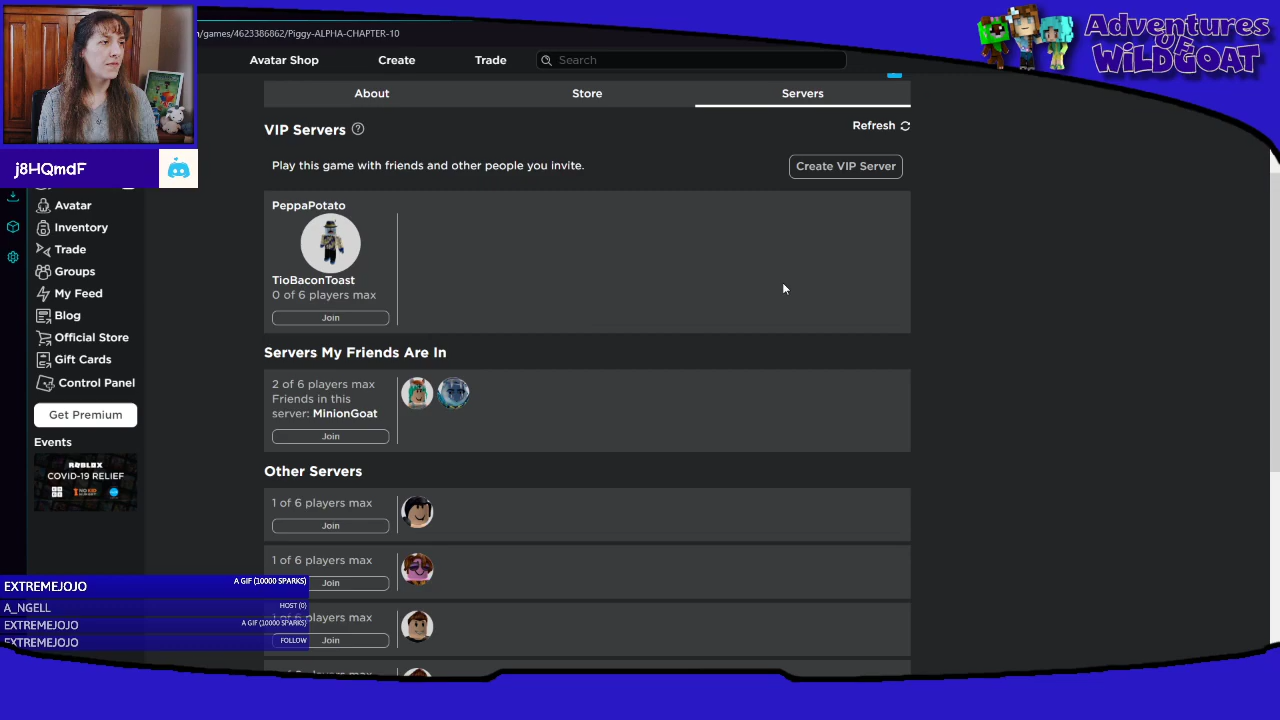 n/games/4623386862/Piggy-ALPHA-CHAPTER-10
Adventures
OF
WILDGOAT
Avatar Shop
Create
Trade
Search
About
Store
Servers
VIP Servers
Refresh
j8HQmdF
Play this game with friends and other people you invite.
Create VIP Server
Avatar
Inventory
Trade
Groups
My Feed
Blog
Official Store
Gift Cards
Control Panel
Get Premium
Events
ROBLOX
COVID-19 RELIEF
PeppaPotato
TioBaconToast
0 of 6 players max
Join
Servers My Friends Are In
2 of 6 players max
Friends in this
server: MinionGoat
Join
Other Servers
1 of 6 players max
Join
1 of 6 players max
Join
of 6 players max
Join
EXTREMEJOJO
A GIF (10000 SPARKS)
A_NGELL
HOST (0)
EXTREMEJOJO
A GIF (10000 SPARKS)
EXTREMEJOJO
FOLLOW